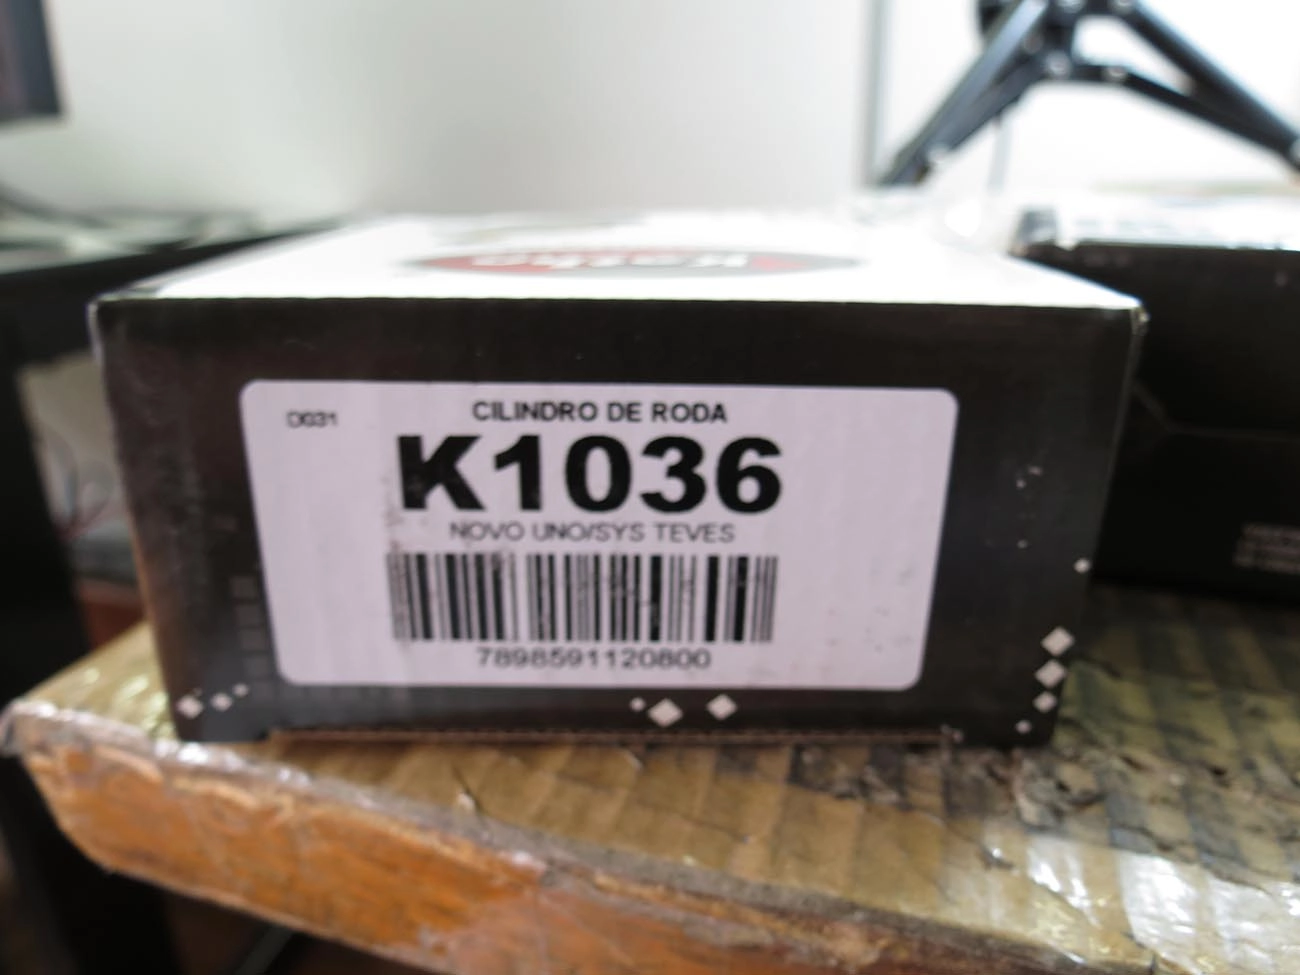 DG31
CILINDRO DE RODA
K1036
NOVO UNO/SYS TEVES
7898591120800